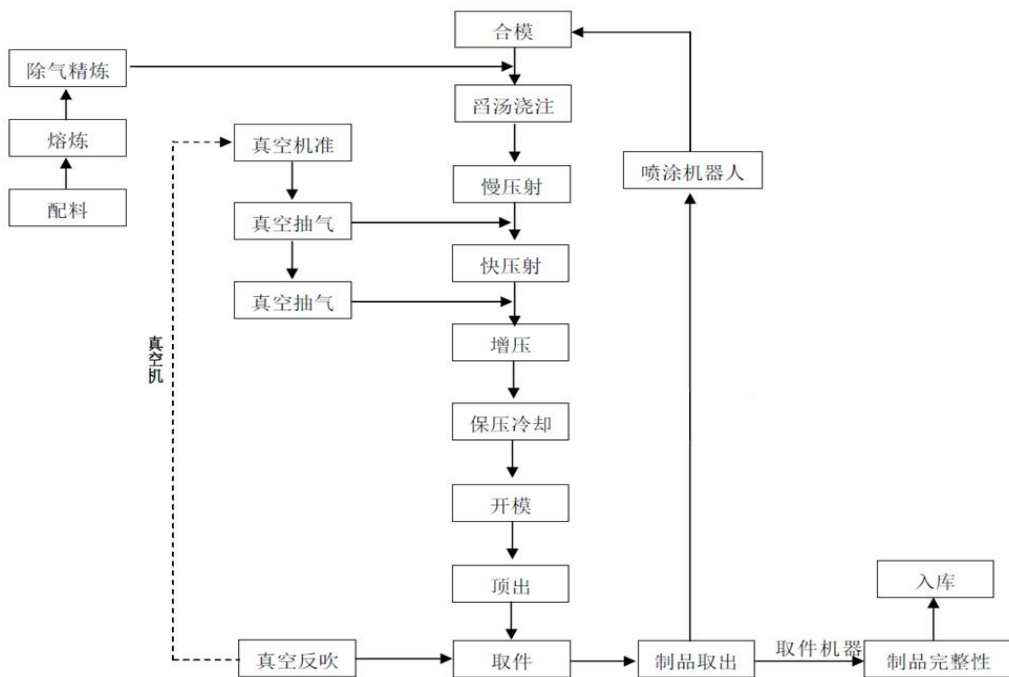 合模
除气精炼
舀汤浇注
熔炼
真空机准
喷涂机器人
慢压射
配料
真空抽气
快压射
真空抽气
增压
真空机
保压冷却
开模
顶出
入库
真空反吹
取件
制品取出
取件机器
制品完整性